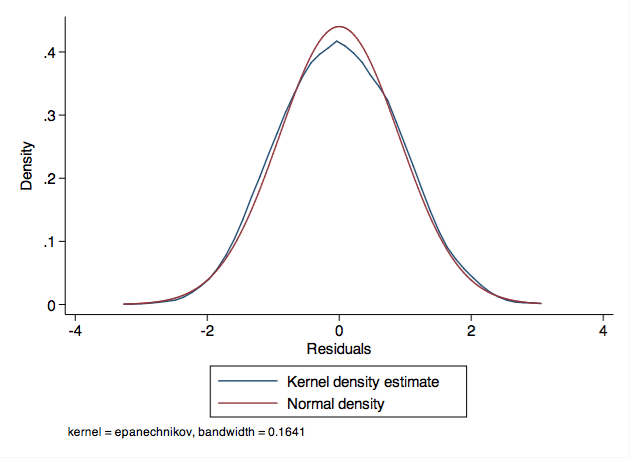 Density
.4
.3
.2
.1
0
-4
-2
0
2
4
Residuals
Kernel density estimate
Normal density
kernel = epanechnikov, bandwidth = 0.1641